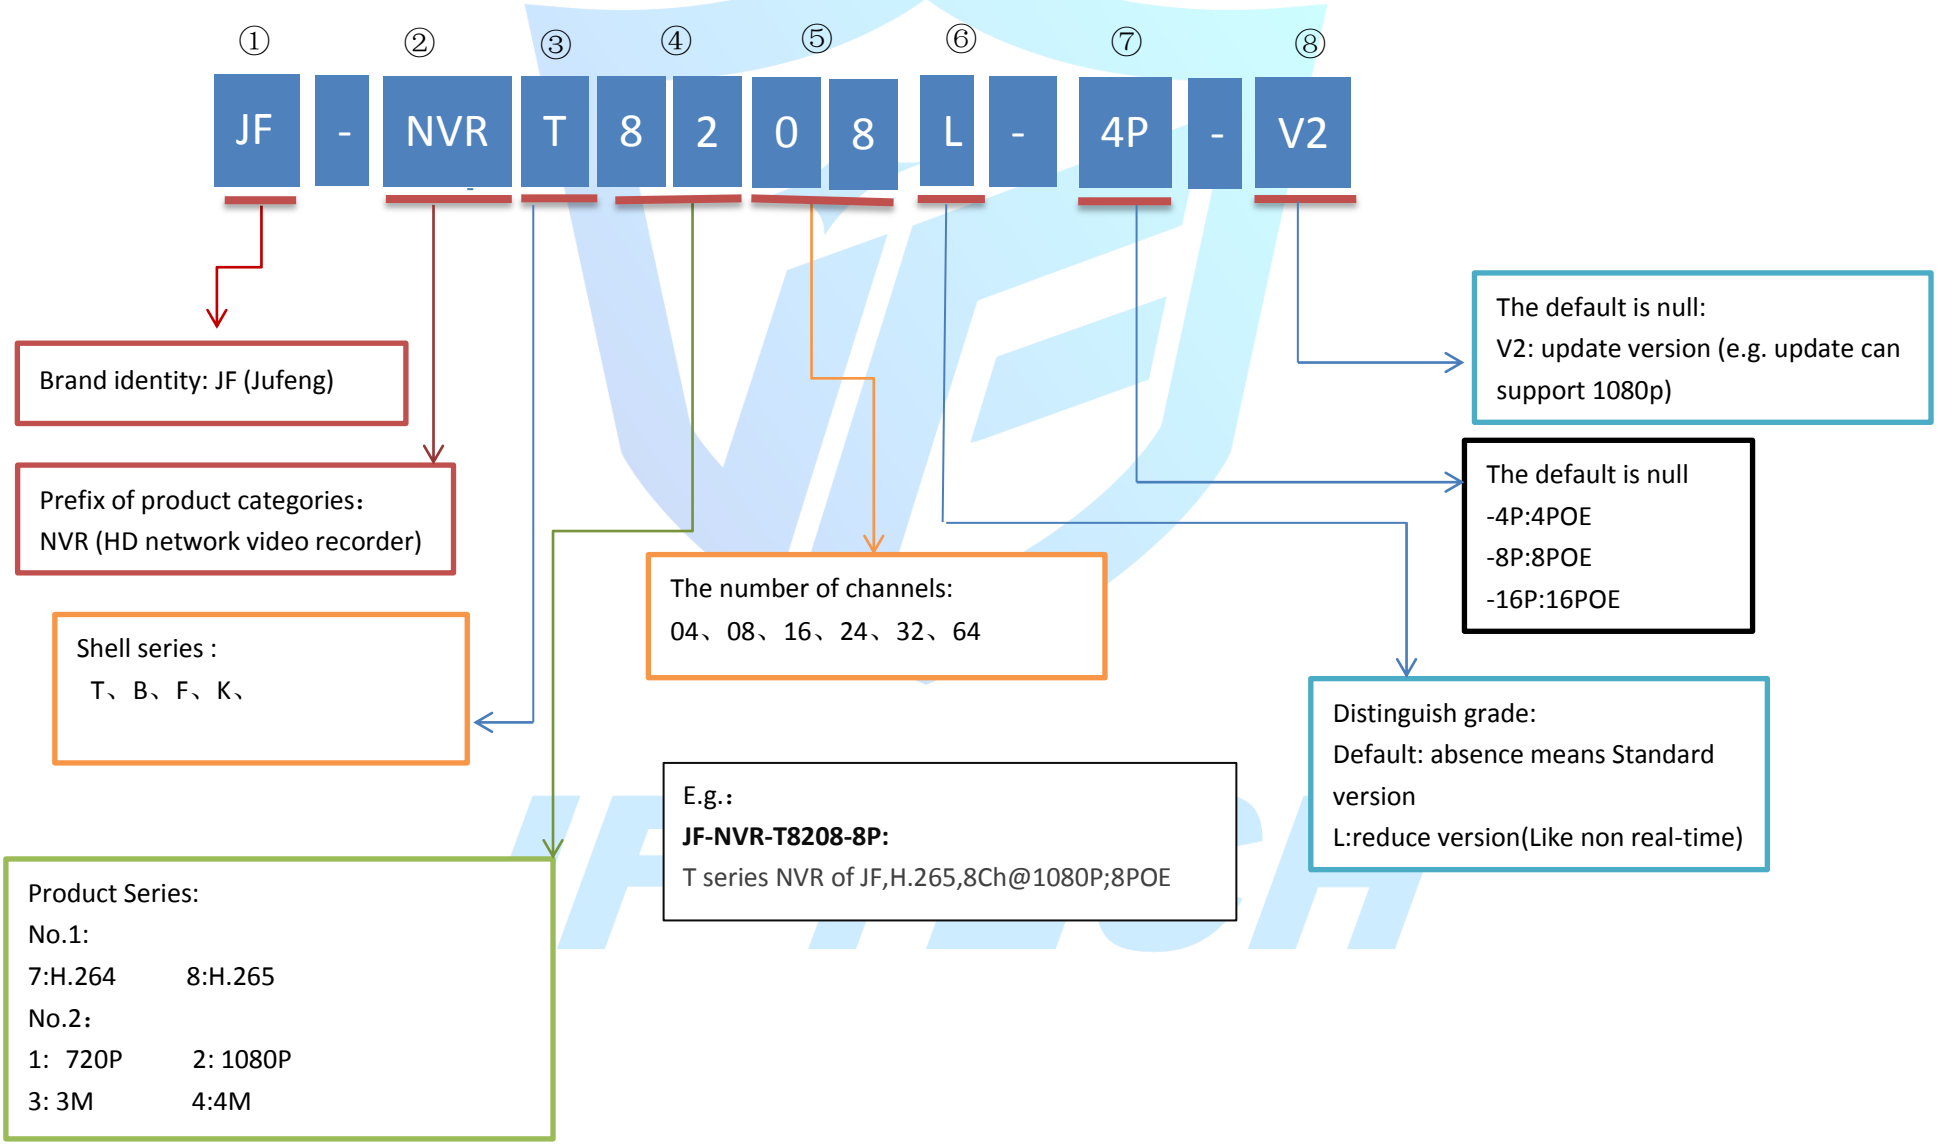 ① ② ③ ④ ⑤ ⑥ ⑦ ⑧
JF - NVR T 8 2 0 8 L - 4P - V2
The default is null:
V2: update version (e.g. update can
support 1080p)
Brand identity: JF (Jufeng)
The default is null
-4P:4POE
-8P:8POE
-16P:16POE
Prefix of product categories：
NVR (HD network video recorder)
The number of channels:
04、08、16、24、32、64
Shell series :
T、B、F、K、
Distinguish grade:
Default: absence means Standard
version
L:reduce version(Like non real-time)
E.g.：
JF-NVR-T8208-8P:
T series NVR of JF,H.265,8Ch@1080P;8POE
Product Series:
No.1:
7:H.264 8:H.265
No.2：
1: 720P 2: 1080P
3: 3M 4:4M